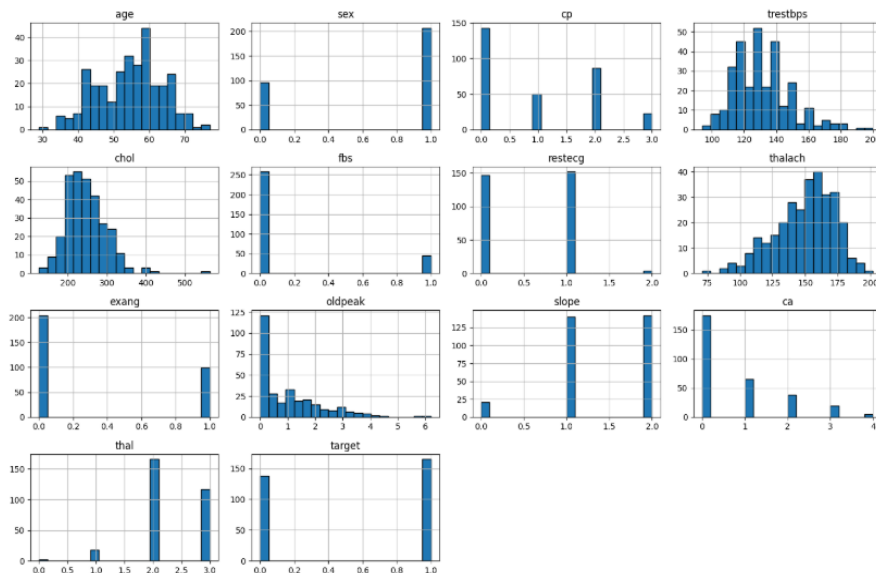 age sex cp trestbps
40 30 20 10 0
30 40 50 60 70
200 150 100 50 0
0.0 0.2 0.4 0.6 0.8 1.0
150 100 50 0
0.0 0.5 1.0 1.5 2.0 2.5 3.0
50 40 30 20 10 0
100 120 140 160 180 200
chol fbs restecg thalach
50 40 30 20 10 0
200 300 400 500
250 200 150 100 50 0
0.0 0.2 0.4 0.6 0.8 1.0
150 100 50 0
0.0 0.5 1.0 1.5 2.0
40 30 20 10 0
75 100 125 150 175 200
exang oldpeak slope ca
200 150 100 50 0
0.0 0.2 0.4 0.6 0.8 1.0
125 100 75 50 25 0
0 1 2 3 4 5 6
125 100 75 50 25 0
0.0 0.5 1.0 1.5 2.0
150 100 50 0
0 1 2 3 4
thal target
150 100 50 0
0.0 0.5 1.0 1.5 2.0 2.5 3.0
150 100 50 0
0.0 0.2 0.4 0.6 0.8 1.0